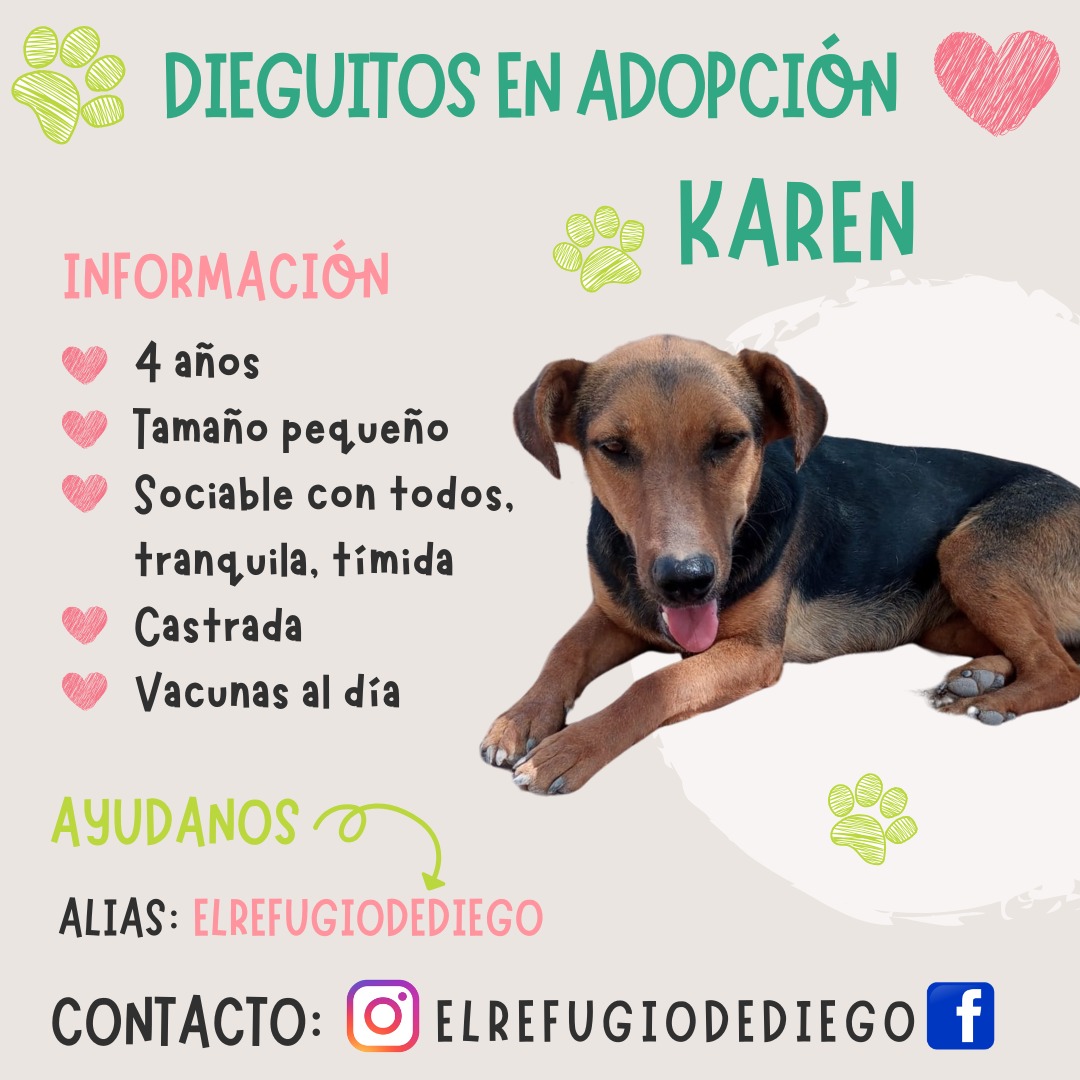 DIEGUITOS EN ADOPCIÓN
KAREN
INFORMACIÓN
4 años
Tamaño pequeño
Sociable con todos,
tranquila, tímida
Castrada
Vacunas al día
AYUDANOS
ALIAS: ELREFUGIODEDIEGO
CONTACTO: ELREFUGIODEDIEGO